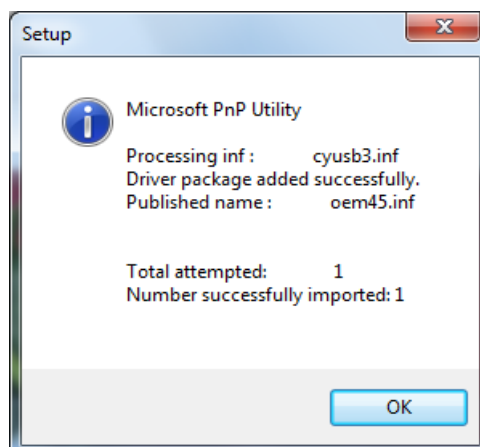 Setup
Microsoft PnP Utility
Processing inf :          cyusb3.inf
Driver package added successfully.
Published name :          oem45.inf
Total attempted:          1
Number successfully imported: 1
OK